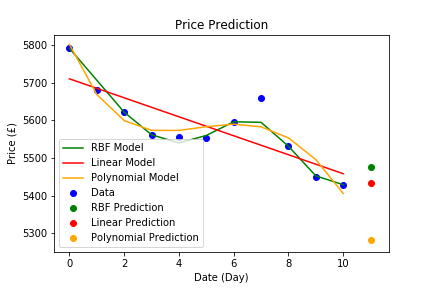 Price Prediction
5800
5700
5600
5500
5400
5300
Price (£)
RBF Model
Linear Model
Polynomial Model
Data
RBF Prediction
Linear Prediction
Polynomial Prediction
0 2 4 6 8 10
Date (Day)